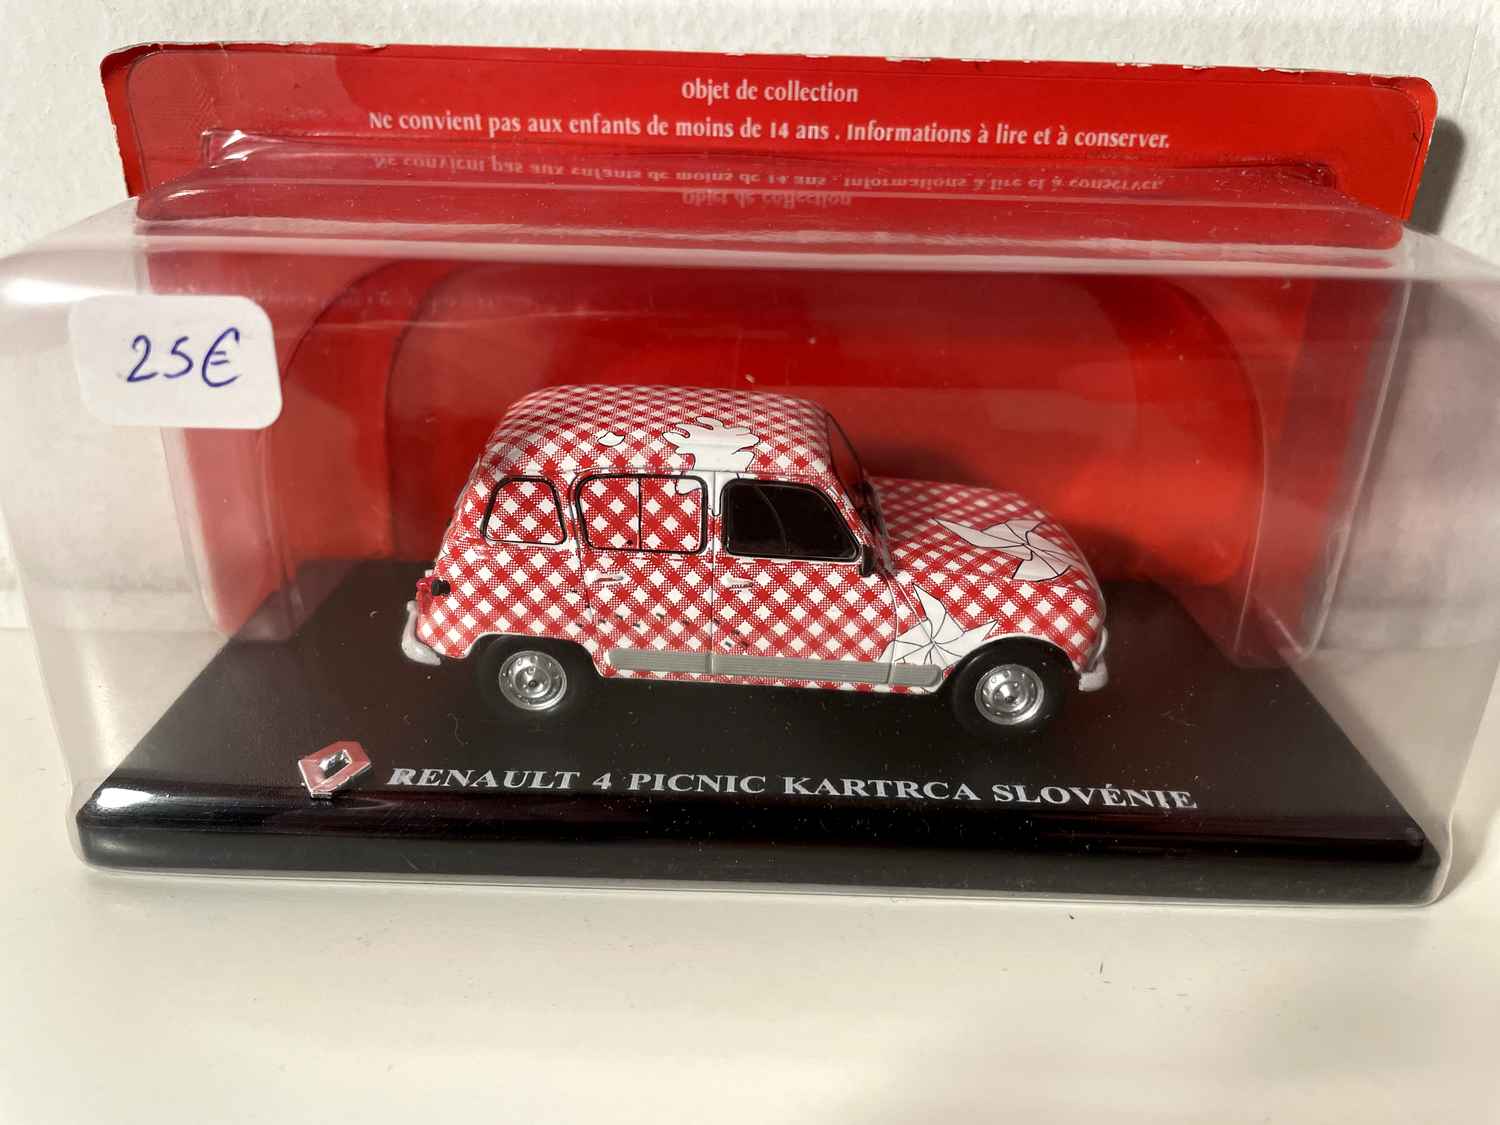 Objet de collection
Ne convient pas aux enfants de moins de 14 ans . Informations à lire et à conserver.
25€
RENAULT 4 PICNIC KARTRCA SLOVÉNIE